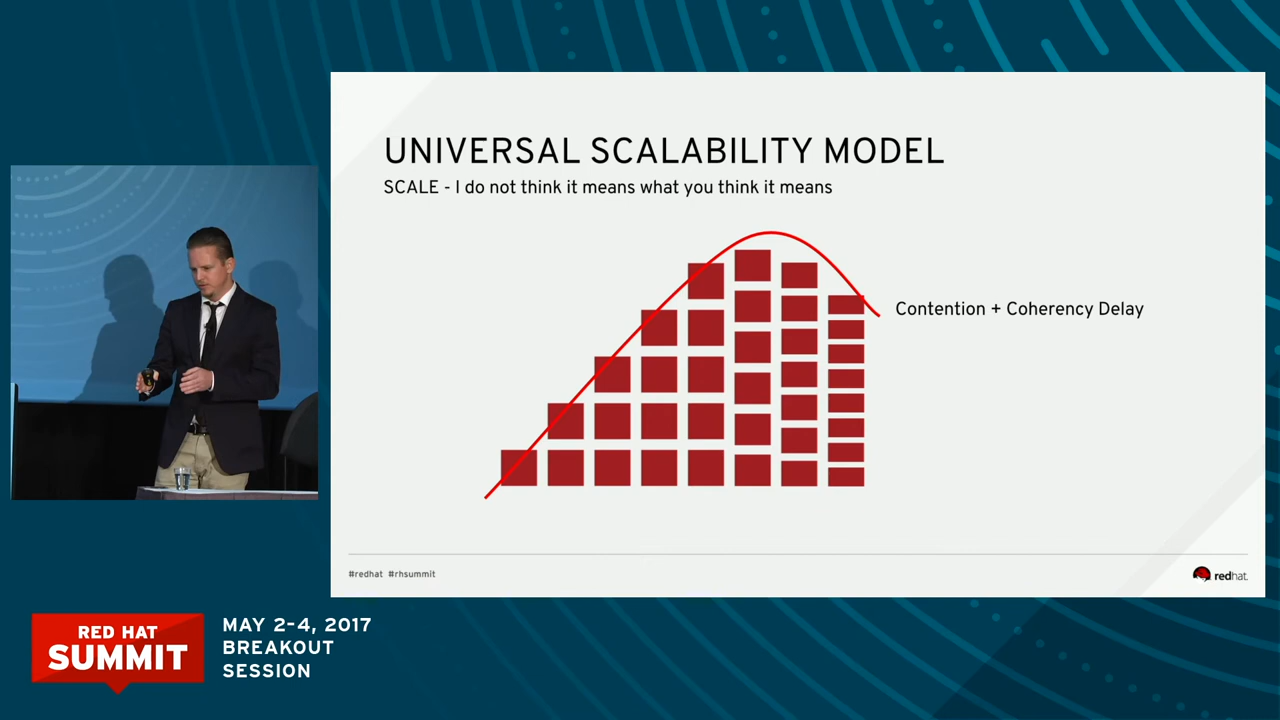 UNIVERSAL SCALABILITY MODEL
SCALE - I do not think it means what you think it means
Contention + Coherency Delay
#redhat #rhsummit
redhat.
RED HAT
SUMMIT
MAY 2-4, 2017
BREAKOUT
SESSION